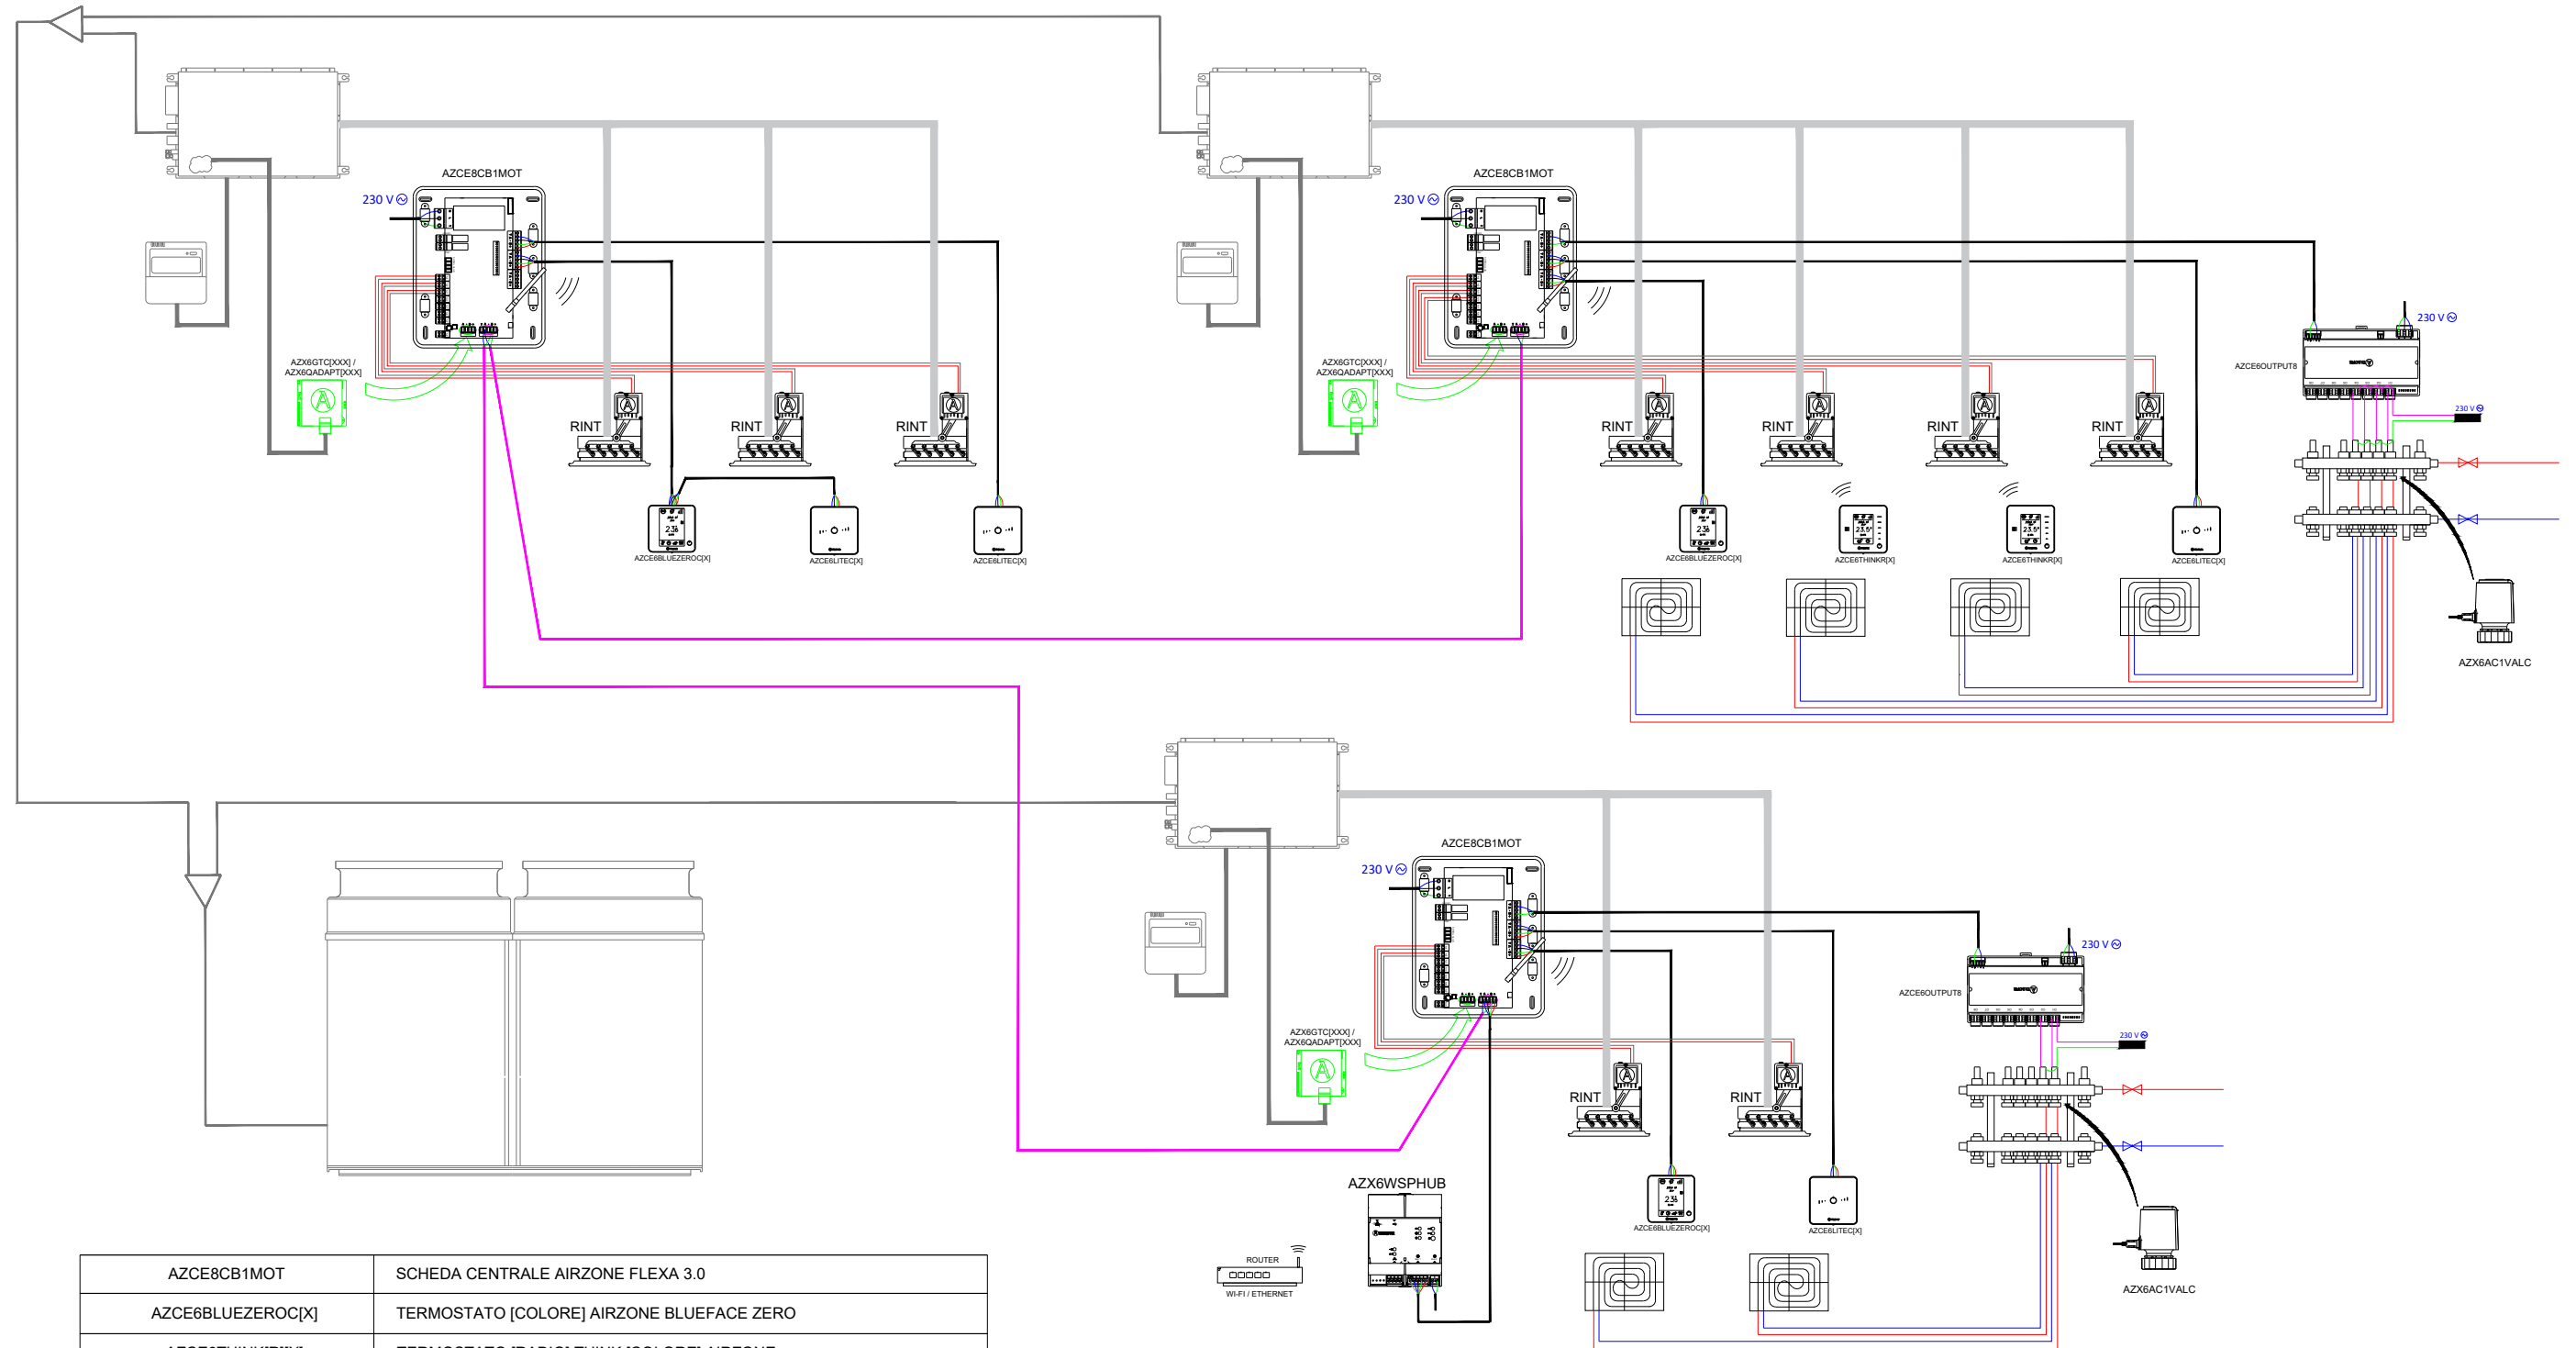 AZCE8CB1MOT
230 V
AZX6GTC[XXX] /
AZX6QADAPT[XXX]
RINT
RINT
RINT
AZCE6BLUEZEROC[X]
AZCE6LITEC[X]
AZCE6LITEC[X]
AZCE8CB1MOT
230 V
AZX6GTC[XXX] /
AZX6QADAPT[XXX]
RINT
RINT
RINT
RINT
AZCE6BLUEZEROC[X]
AZCE6THINKR[X]
AZCE6THINKR[X]
AZCE6LITEC[X]
230 V
AZCE6OUTPUT8
230 V
AZX6AC1VALC
AZCE8CB1MOT
230 V
AZX6GTC[XXX] /
AZX6QADAPT[XXX]
RINT
RINT
AZCE6BLUEZEROC[X]
AZCE6LITEC[X]
230 V
AZCE6OUTPUT8
230 V
AZX6AC1VALC
AZX6WSPHUB
ROUTER
WI-FI / ETHERNET
AZCE8CB1MOT SCHEDA CENTRALE AIRZONE FLEXA 3.0
AZCE6BLUEZEROC[X] TERMOSTATO [COLORE] AIRZONE BLUEFACE ZERO